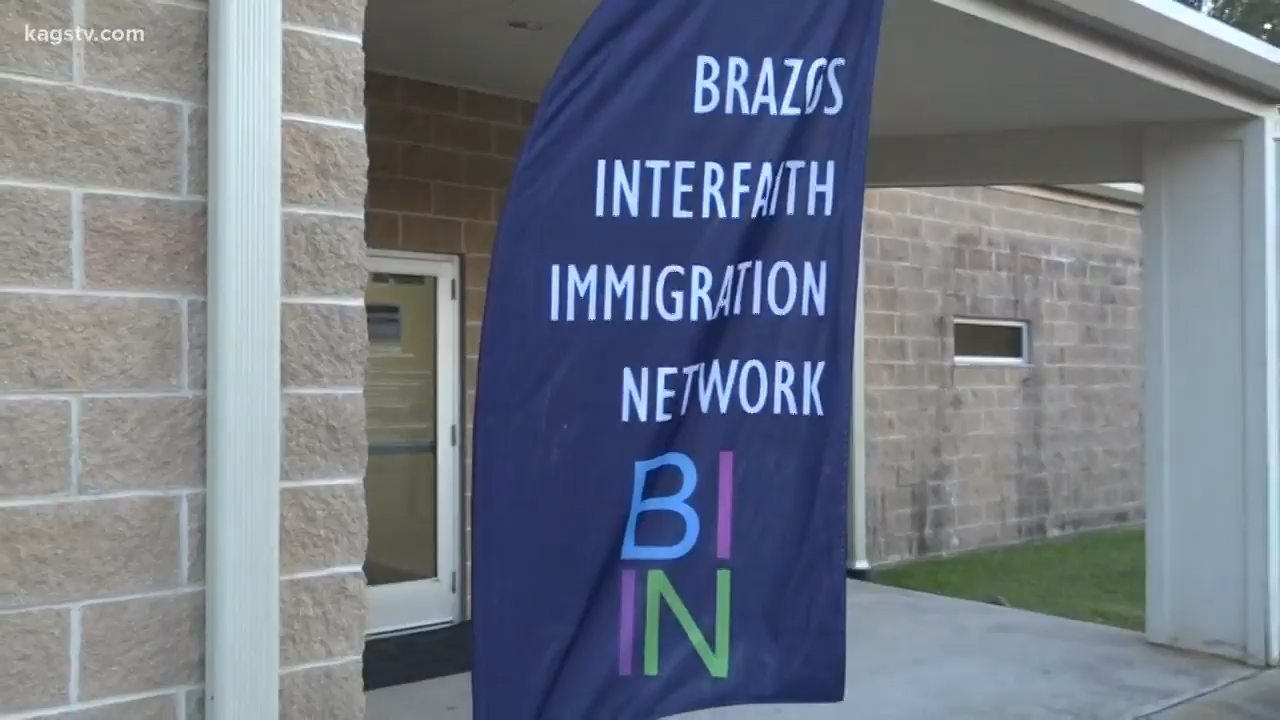 kagstv.com
BRAZOS
INTERFAITH
IMMIGRATION
NETWORK
BI
IN